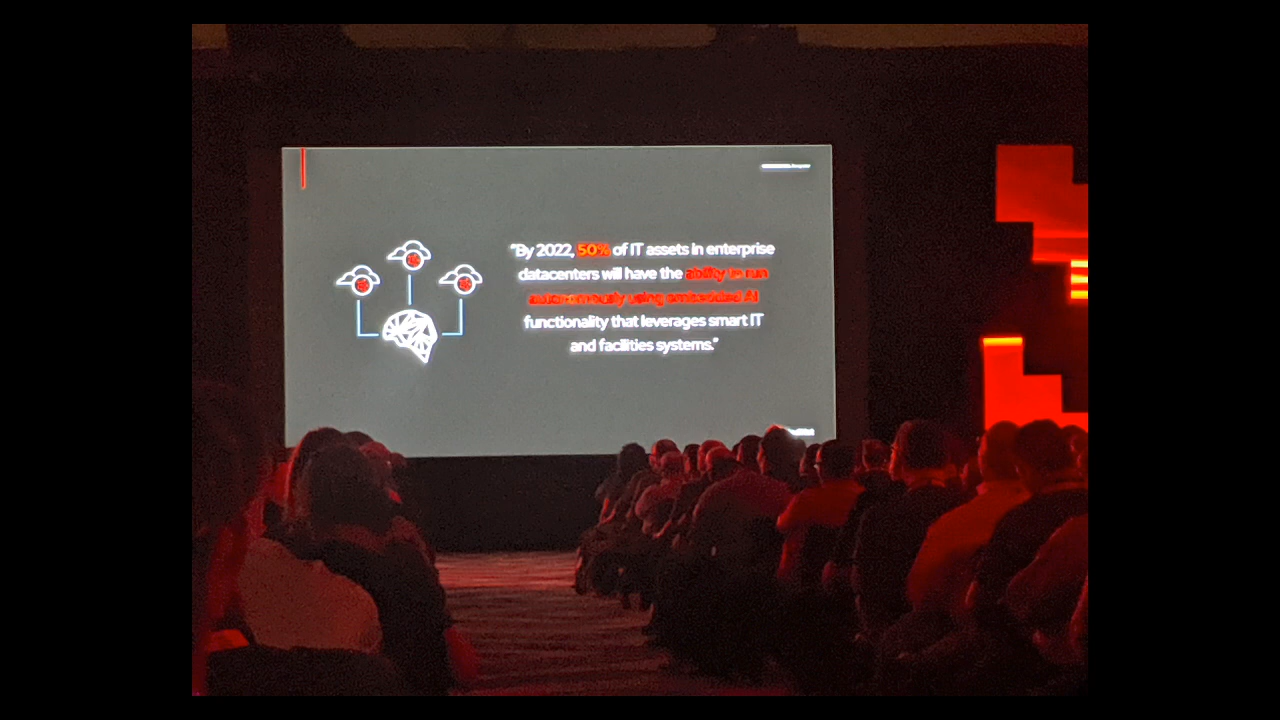 “By 2022, 50% of IT assets in enterprise
datacenters will have the ability to run
autonomously using embedded AI
functionality that leverages smart IT
and facilities systems.”